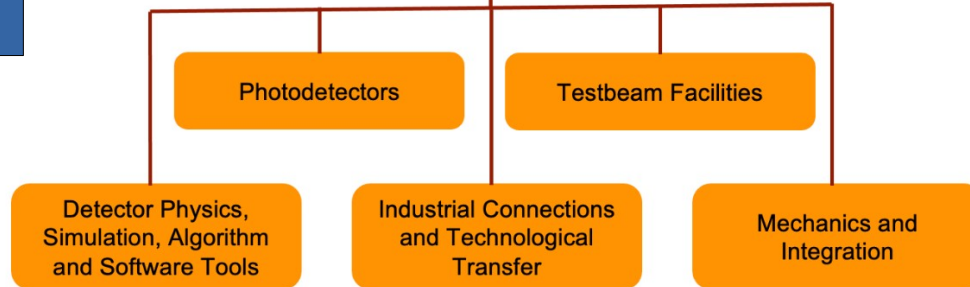 Photodetectors
Testbeam Facilities
Detector Physics,
Simulation, Algorithm
and Software Tools
Industrial Connections
and Technological
Transfer
Mechanics and
Integration